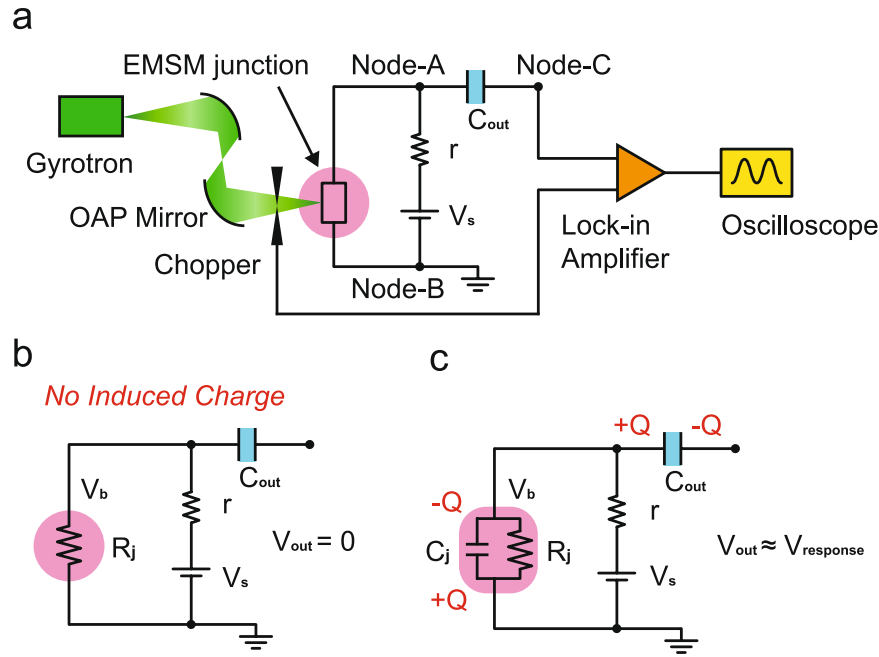 a
EMSM junction
Node-A
Node-C
Cout
Gyrotron
r
OAP Mirror
Vs
Lock-in
Amplifier
Oscilloscope
Chopper
Node-B
b
No Induced Charge
Cout
Vb
r
Rj
Vout = 0
Vs
c
+Q
-Q
Cout
Vb
-Q
r
Cj
Rj
Vout ≈ Vresponse
Vs
+Q